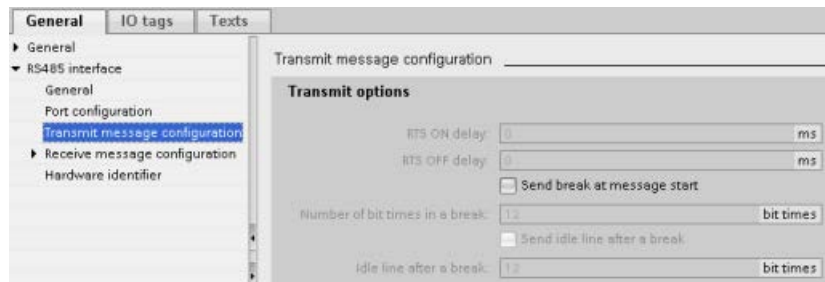 General IO tags Texts
General
RS485 interface
General
Port configuration
Transmit message configuration
Receive message configuration
Hardware identifier
Transmit message configuration
Transmit options
RTS ON delay: 0 ms
RTS OFF delay: 0 ms
Send break at message start
Number of bit times in a break: 12 bit times
Send idle line after a break
Idle line after a break: 12 bit times